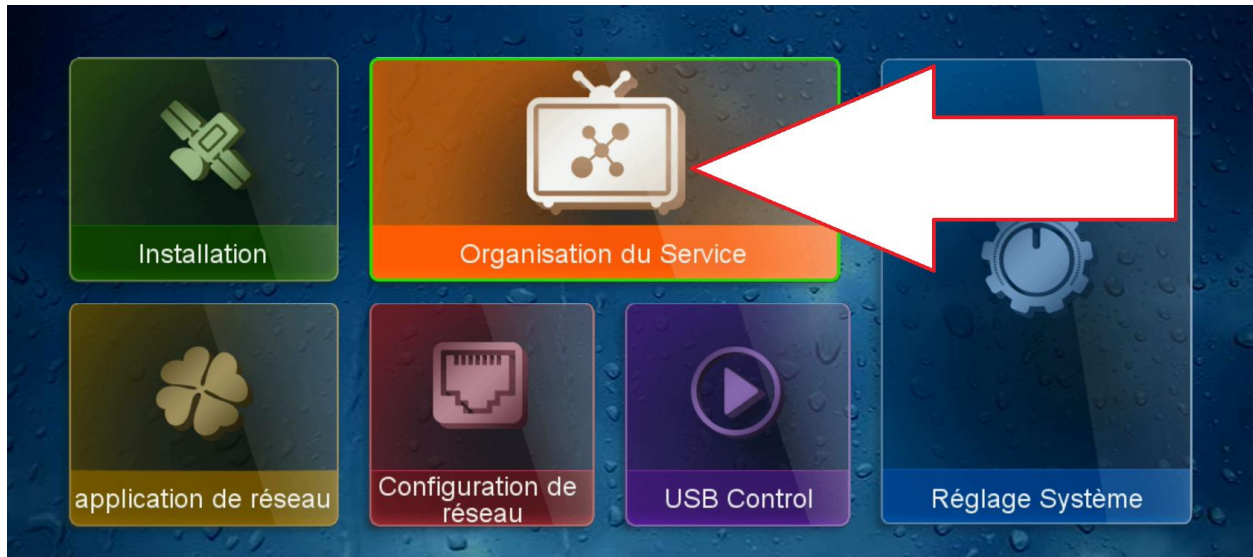 Installation
Organisation du Service
application de réseau
Configuration de
réseau
USB Control
Réglage Système